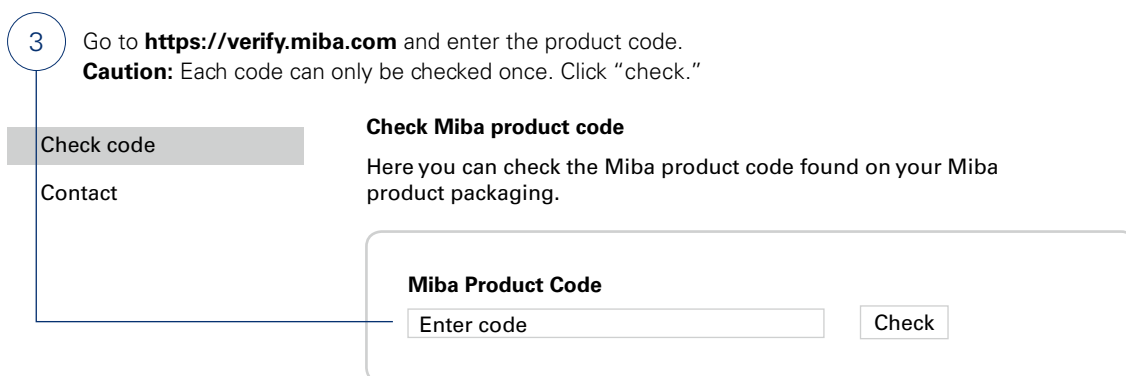 3
Go to https://verify.miba.com and enter the product code.
Caution: Each code can only be checked once. Click “check.”
Check code
Contact
Check Miba product code
Here you can check the Miba product code found on your Miba
product packaging.
Miba Product Code
Enter code
Check